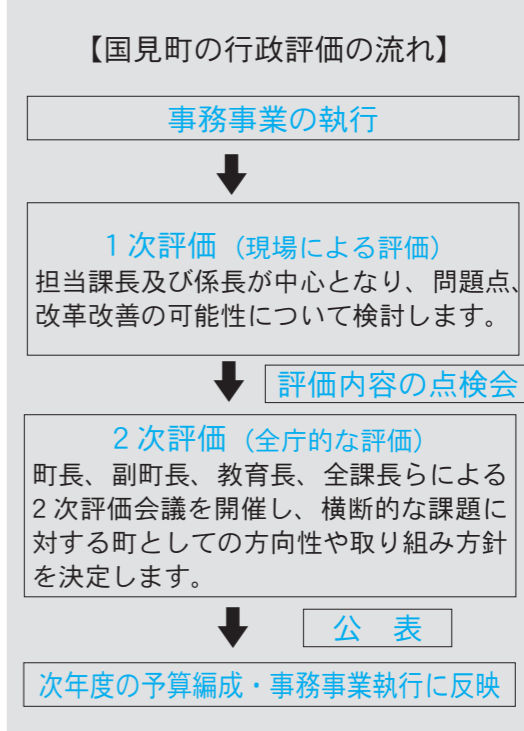 【国見町の行政評価の流れ】
事務事業の執行
1次評価（現場による評価）
担当課長及び係長が中心となり、問題点、
改革改善の可能性について検討します。
評価内容の点検会
2次評価（全庁的な評価）
町長、副町長、教育長、全課長らによる
2次評価会議を開催し、横断的な課題に
対する町としての方向性や取り組み方針
を決定します。
公　表
次年度の予算編成・事務事業執行に反映